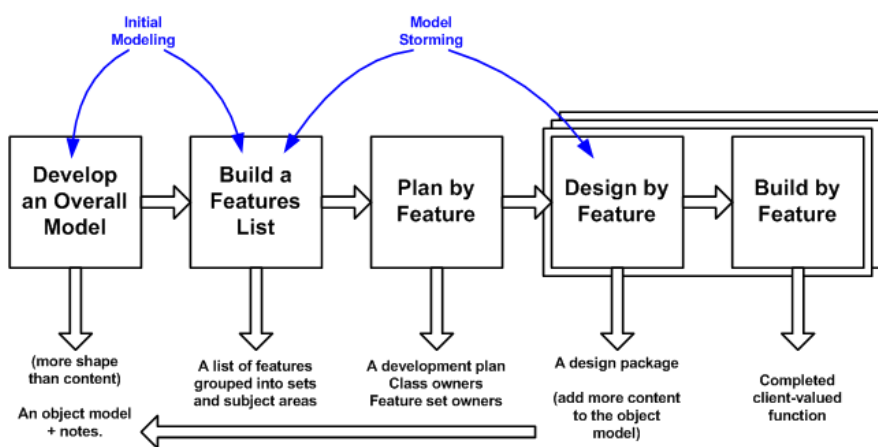 Initial
Modeling
Model
Storming
Develop
an Overall
Model
Build a
Features
List
Plan by
Feature
Design by
Feature
Build by
Feature
(more shape
than content)
An object model
+ notes.
A list of features
grouped into sets
and subject areas
A development plan
Class owners
Feature set owners
A design package
(add more content
to the object
model)
Completed
client-valued
function